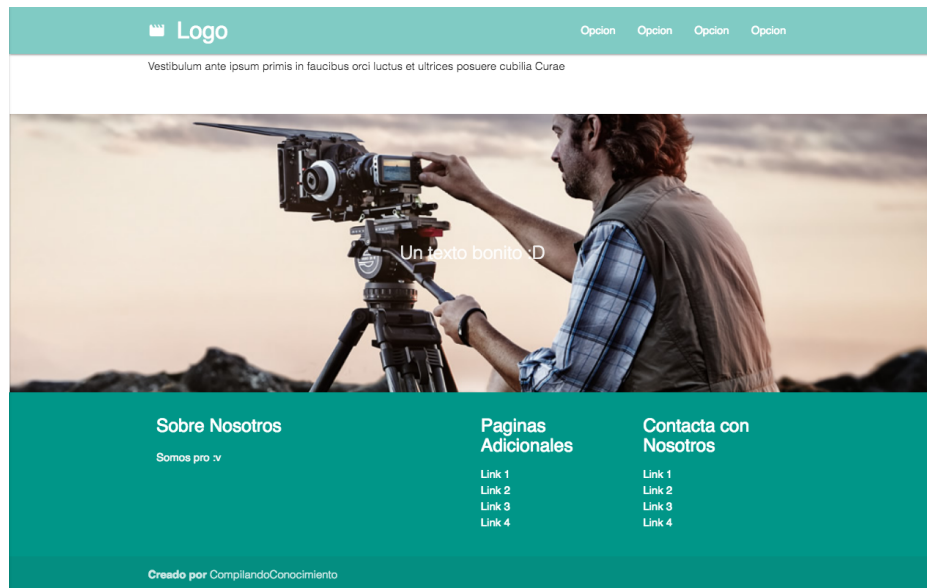 Logo
Opcion Opcion Opcion Opcion
Vestibulum ante ipsum primis in faucibus orci luctus et ultrices posuere cubilia Curae
Un texto bonito :D
Sobre Nosotros
Somos pro :v
Paginas
Adicionales
Link 1
Link 2
Link 3
Link 4
Contacta con
Nosotros
Link 1
Link 2
Link 3
Link 4
Creado por CompilandoConocimiento